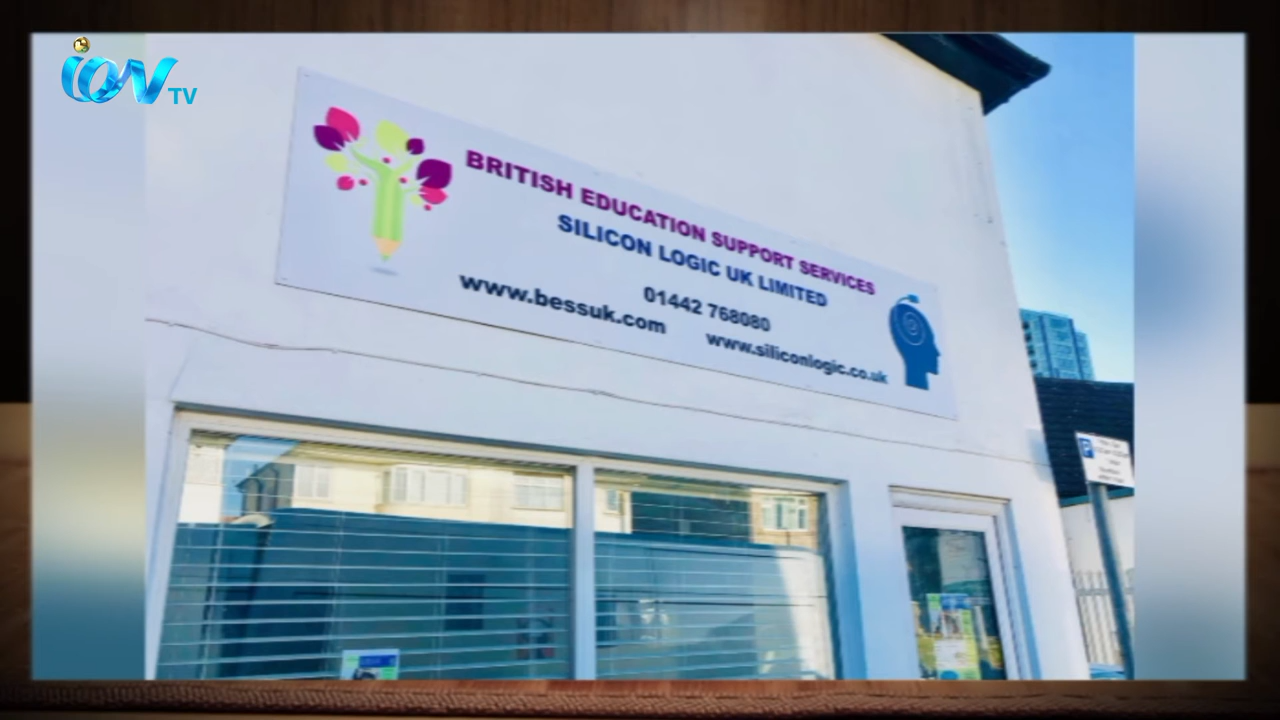 ion TV
BRITISH EDUCATION SUPPORT SERVICES
SILICON LOGIC UK LIMITED
01442 768080
www.bessuk.com
www.siliconlogic.co.uk
P